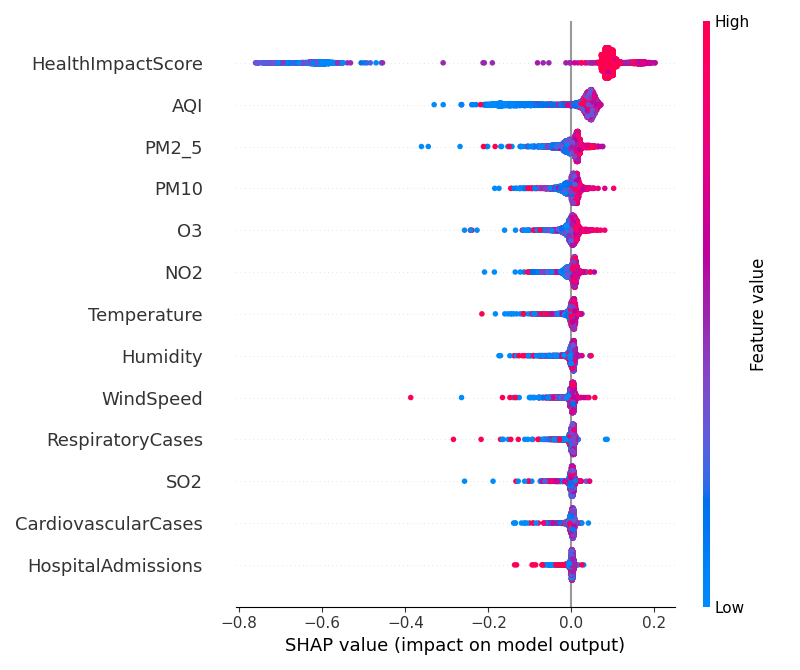 High
HealthImpactScore
AQI
PM2_5
PM10
O3
NO2
Temperature
Humidity
WindSpeed
RespiratoryCases
SO2
CardiovascularCases
HospitalAdmissions
Feature value
Low
−0.8 −0.6 −0.4 −0.2 0.0 0.2
SHAP value (impact on model output)